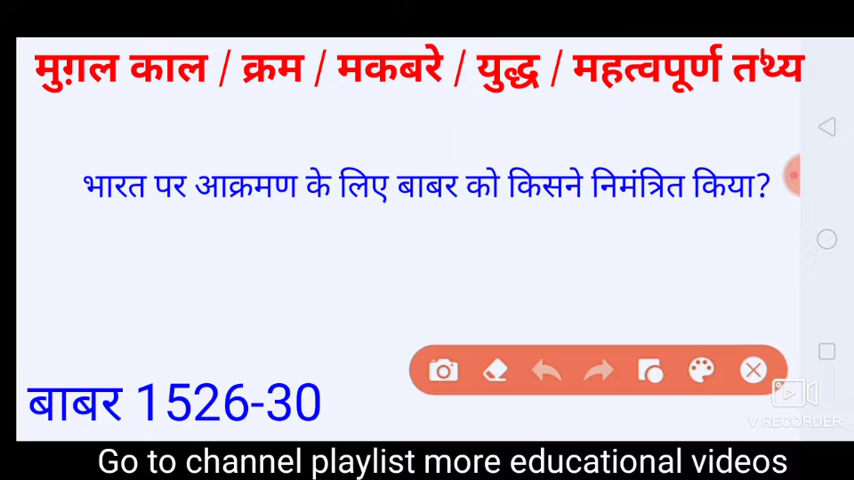 मुग़ल काल / क्रम / मकबरे / युद्ध / महत्वपूर्ण तथ्य
भारत पर आक्रमण के लिए बाबर को किसने निमंत्रित किया?
बाबर 1526-30
V RECORDER
Go to channel playlist more educational videos